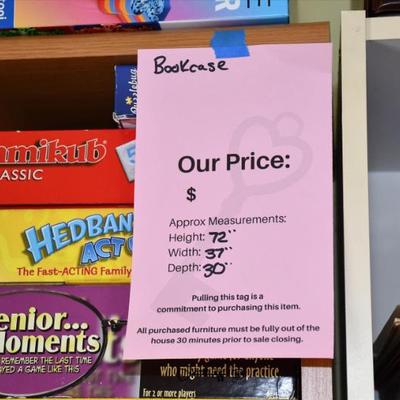 Bookcase
Our Price:
$
Approx Measurements:
Height: 72"
Width: 37"
Depth: 30"
Pulling this tag is a
commitment to purchasing this item.
All purchased furniture must be fully out of the
house 30 minutes prior to sale closing.
mmikub
ASSIC
HEDBAN
ACT
The Fast-ACTING Family
enior...
Moments
REMEMBER THE LAST TIME
YED A GAME LIKE THIS
who might need the practice.
For 2 or more players